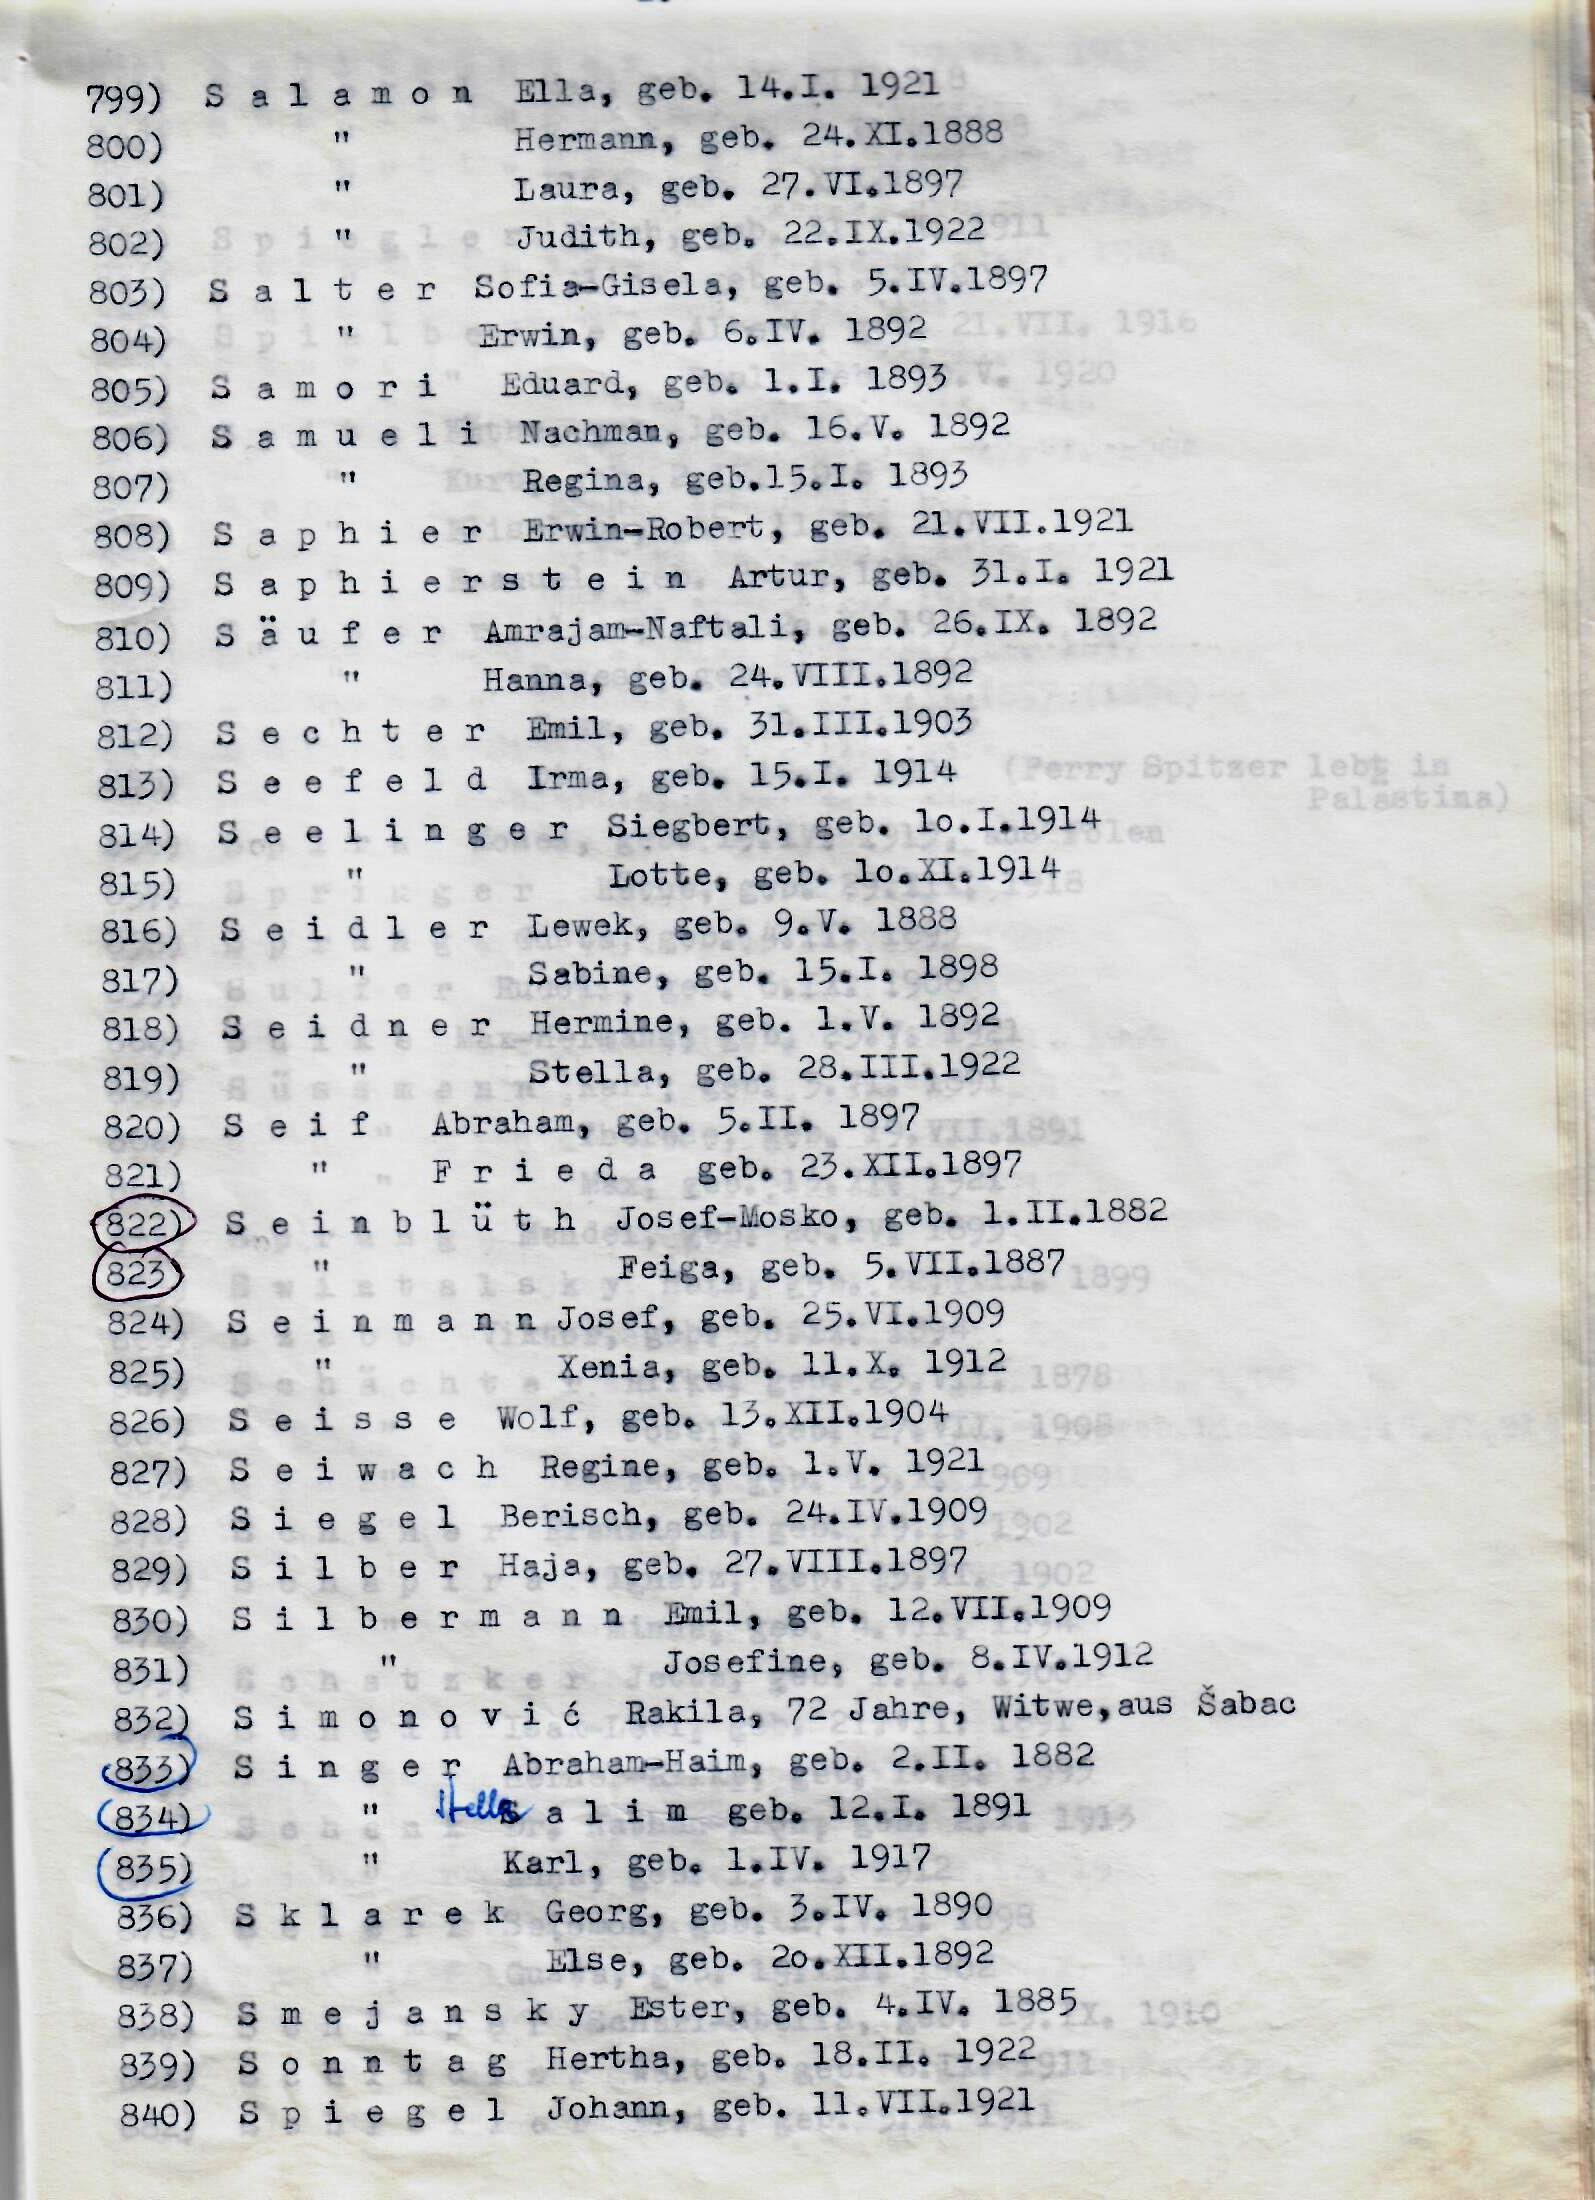 799) S a l a m o n Ella, geb. 14.I. 1921
800) " Hermann, geb. 24.XI.1888
801) " Laura, geb. 27.VI.1897
802) " Judith, geb. 22.IX.1922
803) S a l t e r Sofia-Gisela, geb. 5.IV.1897
804) " Erwin, geb. 6.IV. 1892
805) S a m o r i Eduard, geb. 1.I. 1893
806) S a m u e l i Nachman, geb. 16.V. 1892
807) " Regina, geb.15.I. 1893
808) S a p h i e r Erwin-Robert, geb. 21.VII.1921
809) S a p h i e r s t e i n Artur, geb. 31.I. 1921
810) S ä u f e r Amrajam-Naftali, geb. 26.IX. 1892
811) " Hanna, geb. 24.VIII.1892
812) S e c h t e r Emil, geb. 31.III.1903
813) S e e f e l d Irma, geb. 15.I. 1914
814) S e e l i n g e r Siegbert, geb. 1o.I.1914
815) " Lotte, geb. 1o.XI.1914
816) S e i d l e r Lewek, geb. 9.V. 1888
817) " Sabine, geb. 15.I. 1898
818) S e i d n e r Hermine, geb. 1.V. 1892
819) " Stella, geb. 28.III.1922
820) S e i f Abraham, geb. 5.II. 1897
821) " F r i e d a geb. 23.XII.1897
822) S e i n b l ü t h Josef-Mosko, geb. 1.II.1882
823) " Feiga, geb. 5.VII.1887
824) S e i n m a n n Josef, geb. 25.VI.1909
825) " Xenia, geb. 11.X. 1912
826) S e i s s e Wolf, geb. 13.XII.1904
827) S e i w a c h Regine, geb. 1.V. 1921
828) S i e g e l Berisch, geb. 24.IV.1909
829) S i l b e r Haja, geb. 27.VIII.1897
830) S i l b e r m a n n Emil, geb. 12.VII.1909
831) " Josefine, geb. 8.IV.1912
832) S i m o n o v i ć Rakila, 72 Jahre, Witwe,aus Šabac
833) S i n g e r Abraham-Haim, geb. 2.II. 1882
834) " S a l i m geb. 12.I. 1891
835) " Karl, geb. 1.IV. 1917
836) S k l a r e k Georg, geb. 3.IV. 1890
837) " Else, geb. 2o.XII.1892
838) S m e j a n s k y Ester, geb. 4.IV. 1885
839) S o n n t a g Hertha, geb. 18.II. 1922
840) S p i e g e l Johann, geb. 11.VII.1921